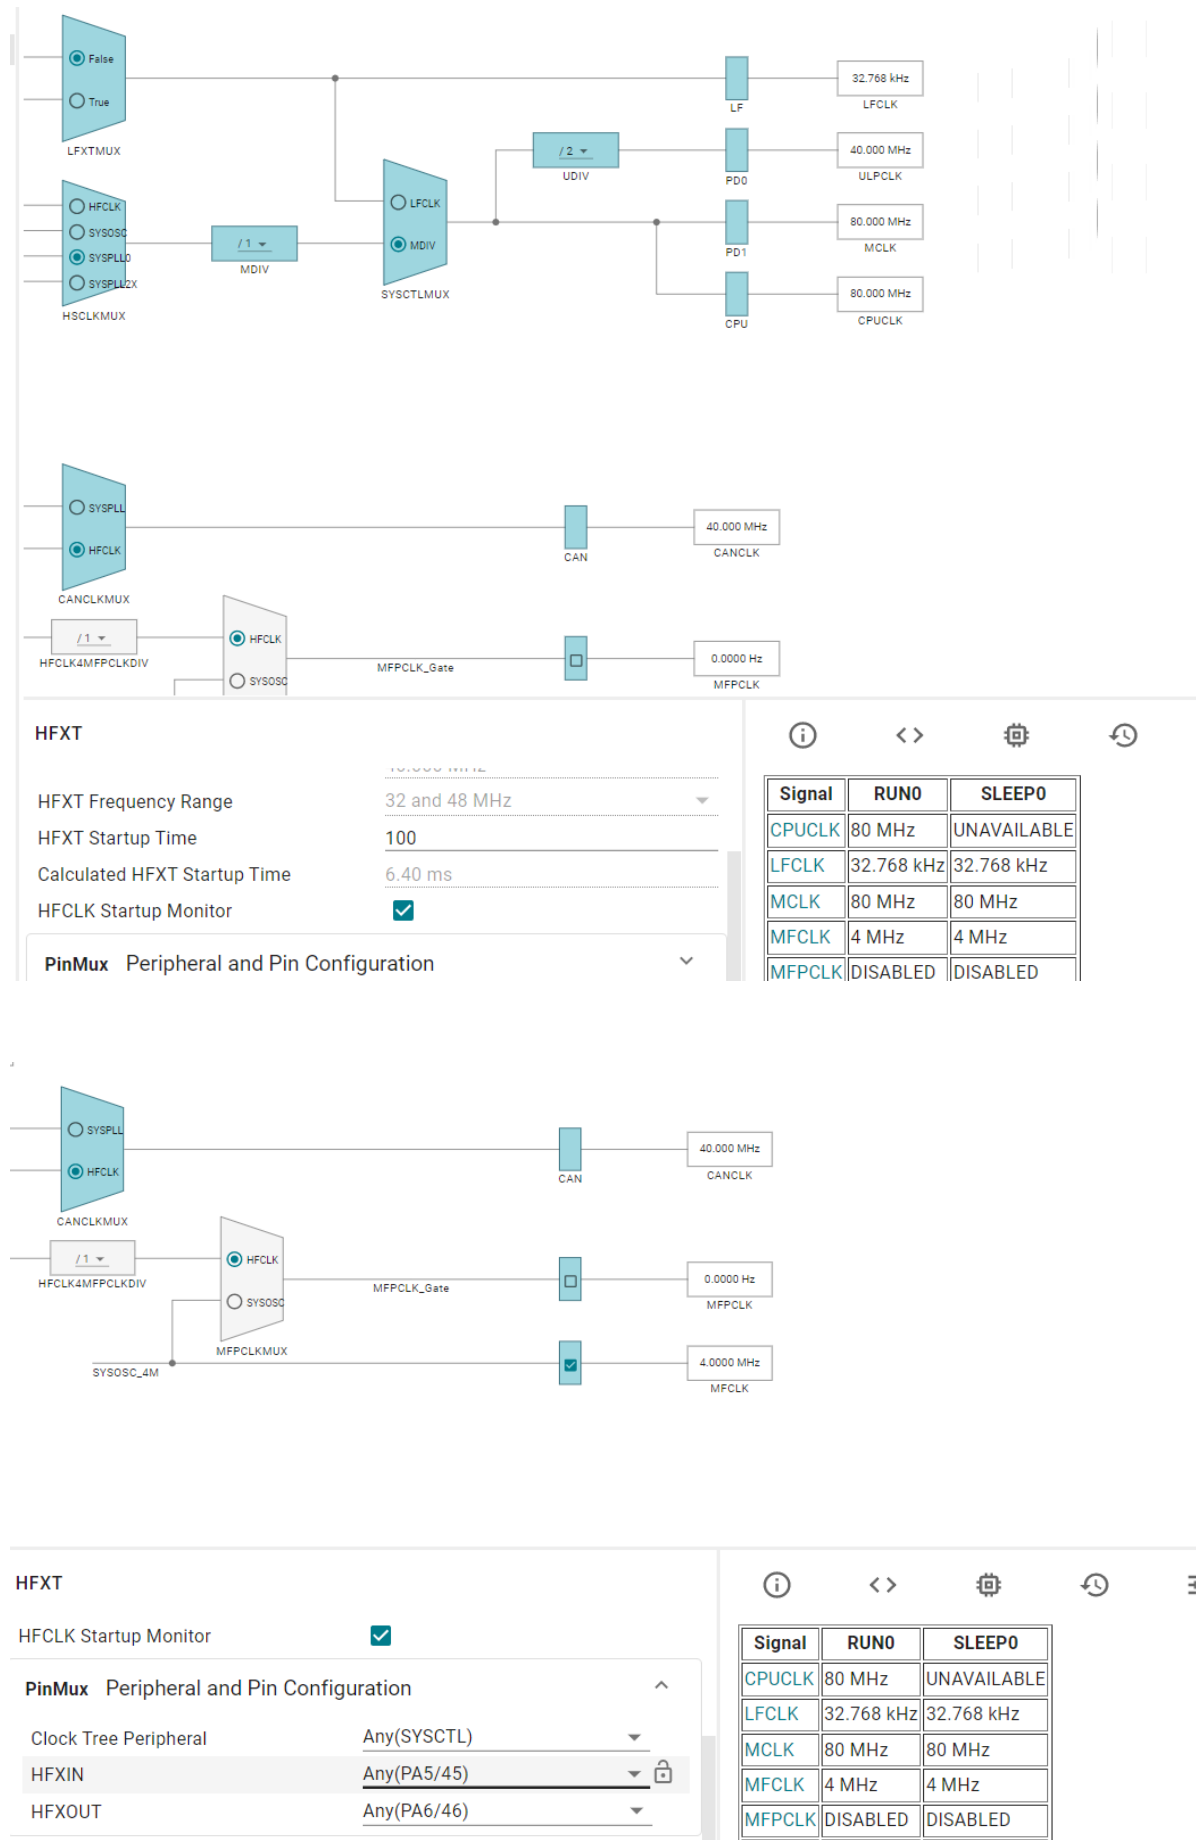 False
True
LFXTMUX
32.768 kHz
LF
LFCLK
/ 2
UDIV
40.000 MHz
PD0
ULPCLK
LFCLK
MDIV
SYSCTLMUX
HFCLK
SYSOSC
SYSPLL0
SYSPLL2X
HSCLKMUX
/ 1
MDIV
80.000 MHz
PD1
MCLK
80.000 MHz
CPU
CPUCLK
SYSPLL
HFCLK
CANCLKMUX
CAN
40.000 MHz
CANCLK
/ 1
HFCLK4MFPCLKDIV
HFCLK
SYSOSC
MFPCLK_Gate
0.0000 Hz
MFPCLK
HFXT
HFXT Frequency Range 32 and 48 MHz
HFXT Startup Time 100
Calculated HFXT Startup Time 6.40 ms
HFCLK Startup Monitor
PinMux Peripheral and Pin Configuration
Signal RUN0 SLEEP0
CPUCLK 80 MHz UNAVAILABLE
LFCLK 32.768 kHz 32.768 kHz
MCLK 80 MHz 80 MHz
MFCLK 4 MHz 4 MHz
MFPCLK DISABLED DISABLED
SYSPLL
HFCLK
CANCLKMUX
CAN
40.000 MHz
CANCLK
/ 1
HFCLK4MFPCLKDIV
HFCLK
SYSOSC
MFPCLKMUX
MFPCLK_Gate
0.0000 Hz
MFPCLK
SYSOSC_4M
4.0000 MHz
MFCLK
HFXT
HFCLK Startup Monitor
PinMux Peripheral and Pin Configuration
Clock Tree Peripheral Any(SYSCTL)
HFXIN Any(PA5/45)
HFXOUT Any(PA6/46)
Signal RUN0 SLEEP0
CPUCLK 80 MHz UNAVAILABLE
LFCLK 32.768 kHz 32.768 kHz
MCLK 80 MHz 80 MHz
MFCLK 4 MHz 4 MHz
MFPCLK DISABLED DISABLED